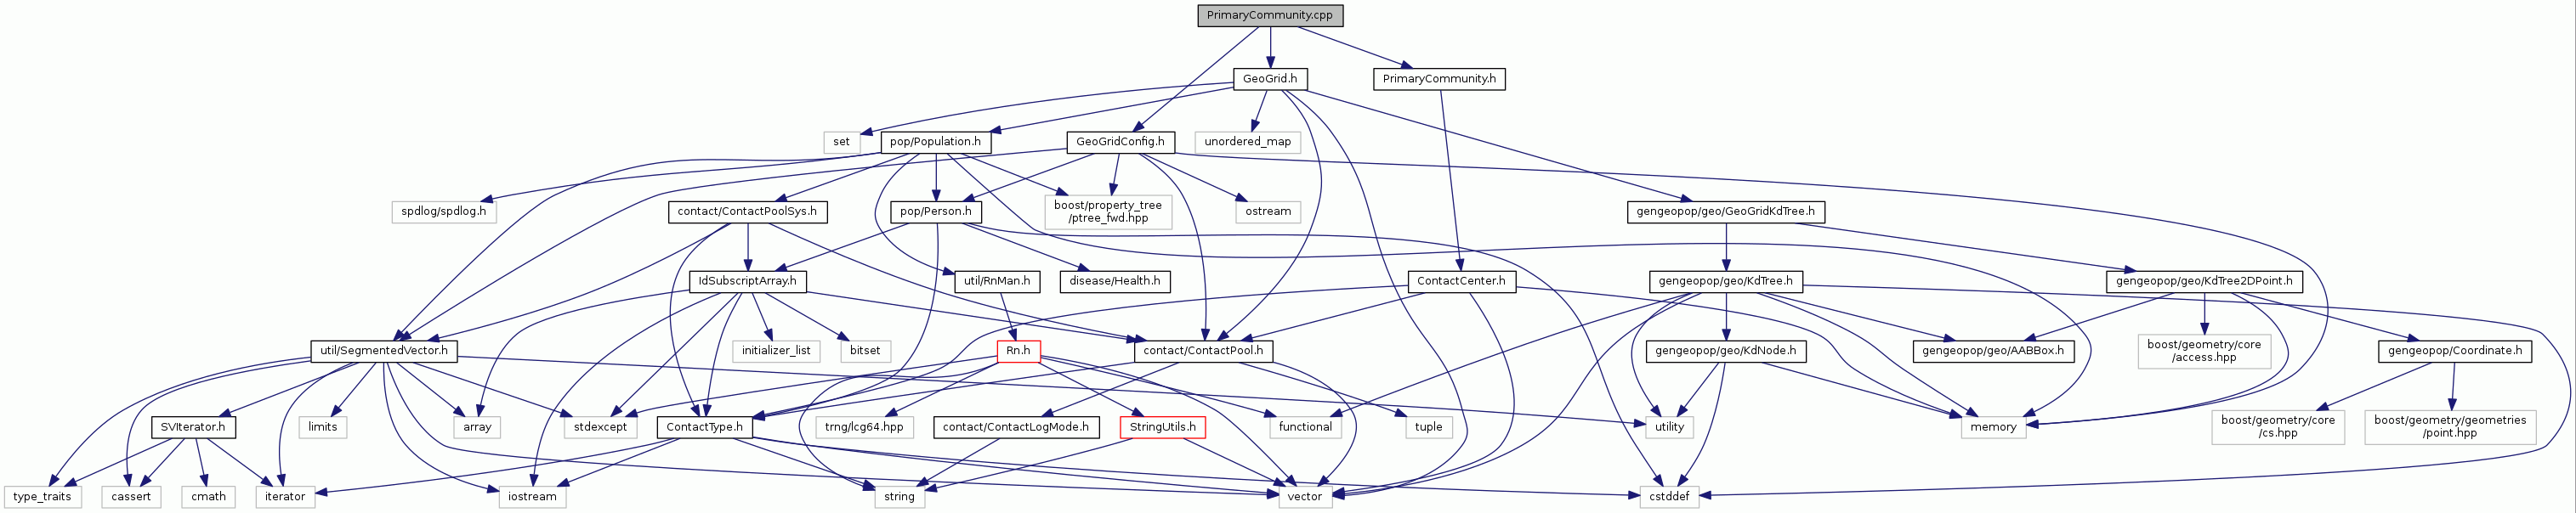 PrimaryCommunity.cpp
GeoGrid.h
PrimaryCommunity.h
set
pop/Population.h
GeoGridConfig.h
unordered_map
spdlog/spdlog.h
contact/ContactPoolSys.h
pop/Person.h
boost/property_tree
/ptree_fwd.hpp
ostream
gengeopop/geo/GeoGridKdTree.h
IdSubscriptArray.h
util/RnMan.h
disease/Health.h
ContactCenter.h
gengeopop/geo/KdTree.h
gengeopop/geo/KdTree2DPoint.h
util/SegmentedVector.h
initializer_list
bitset
Rn.h
contact/ContactPool.h
gengeopop/geo/KdNode.h
gengeopop/geo/AABBox.h
boost/geometry/core
/access.hpp
gengeopop/Coordinate.h
SVIterator.h
limits
array
stdexcept
ContactType.h
trng/lcg64.hpp
contact/ContactLogMode.h
StringUtils.h
functional
tuple
utility
memory
boost/geometry/core
/cs.hpp
boost/geometry/geometries
/point.hpp
type_traits
cassert
cmath
iterator
iostream
string
vector
cstddef